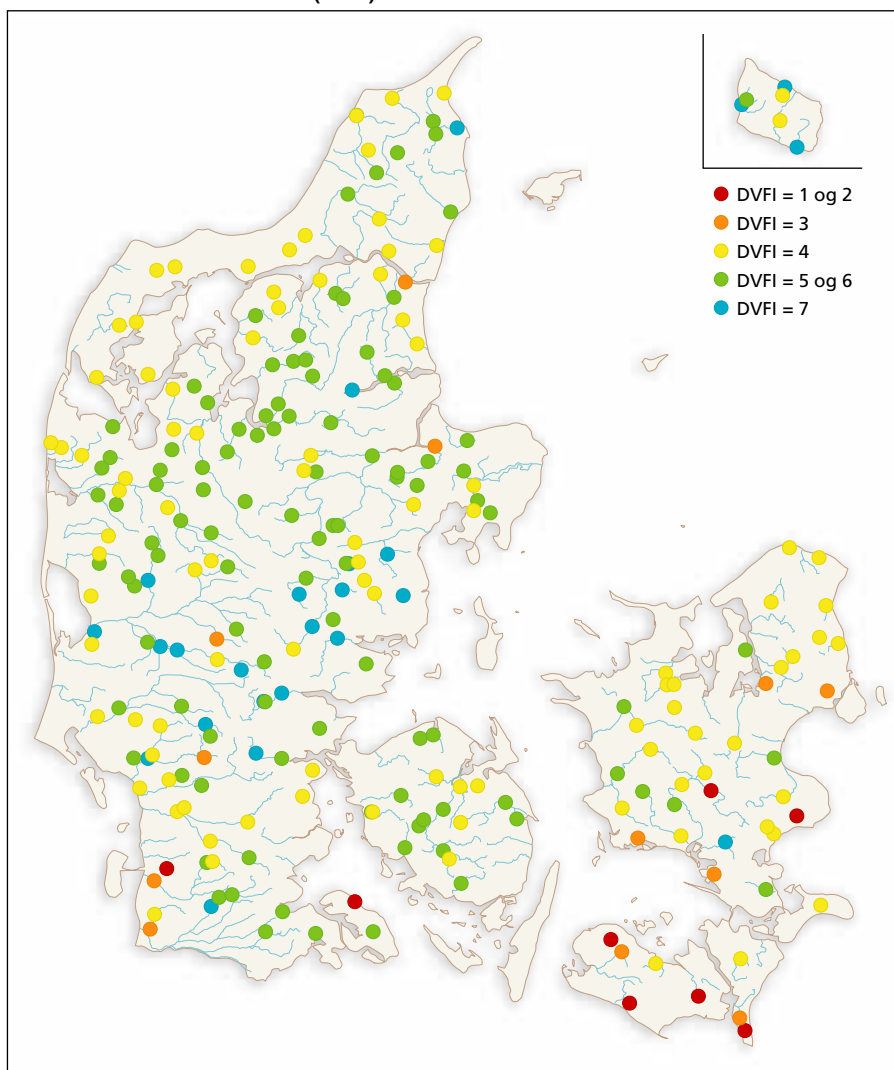 DVFI = 1 og 2
DVFI = 3
DVFI = 4
DVFI = 5 og 6
DVFI = 7